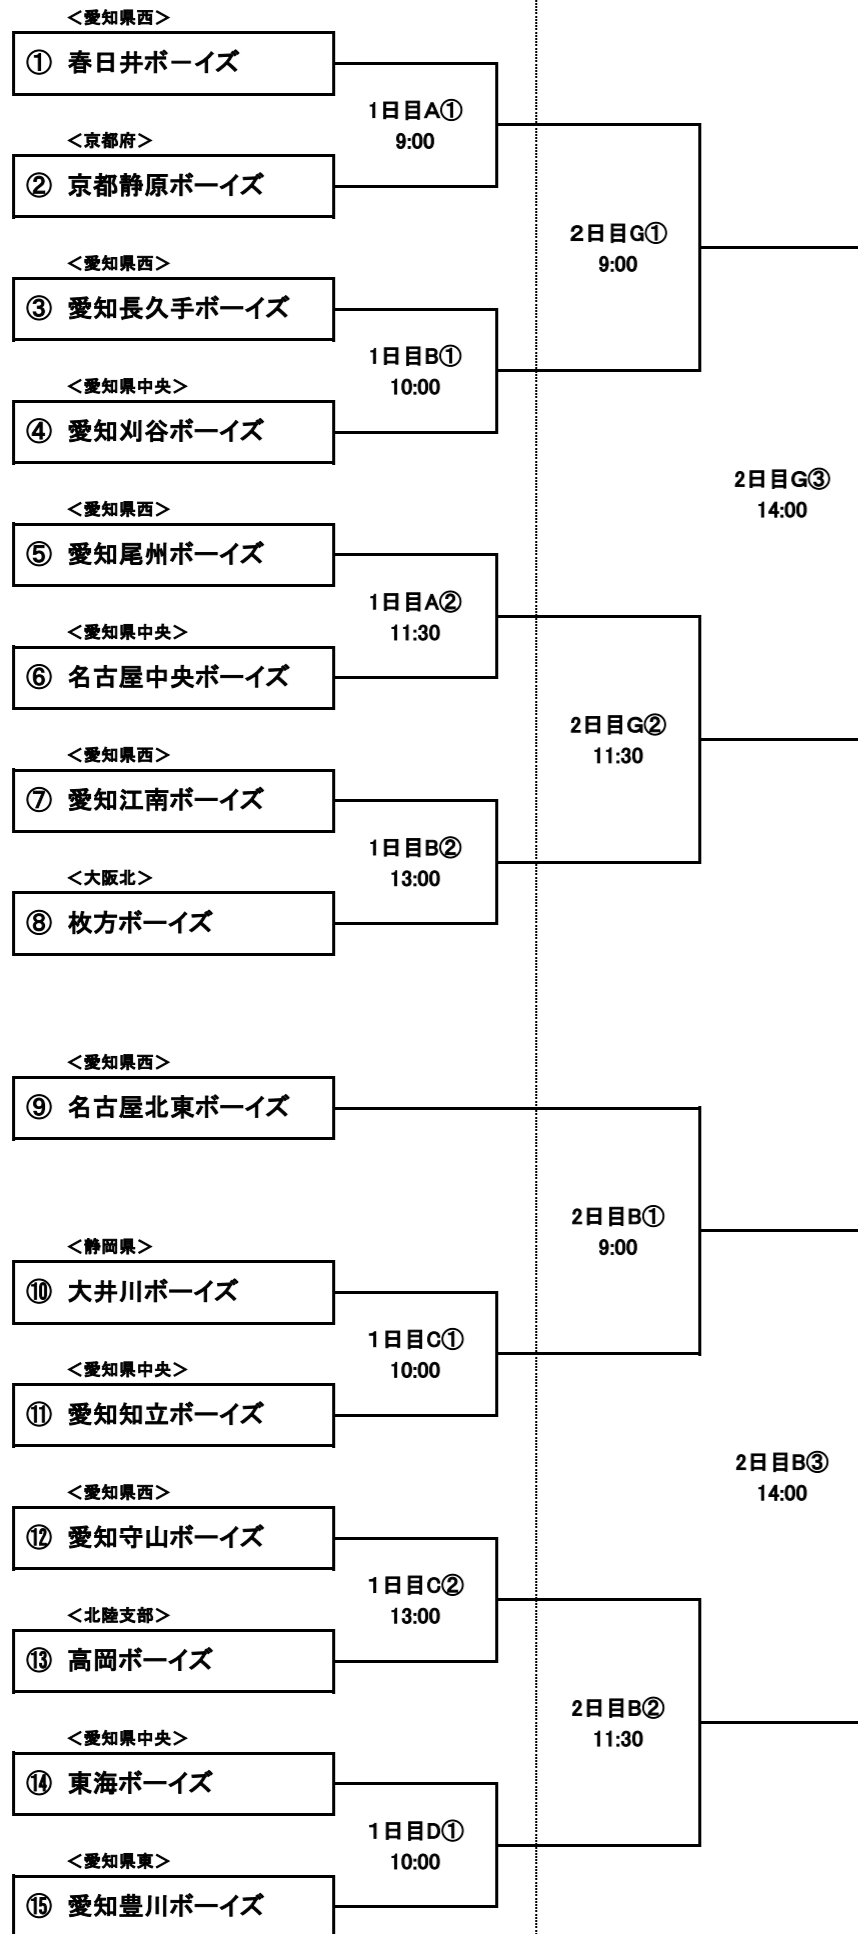 ＜愛知県西＞
① 春日井ボーイズ
1日目A①
9:00
＜京都府＞
② 京都静原ボーイズ
2日目G①
9:00
＜愛知県西＞
③ 愛知長久手ボーイズ
1日目B①
10:00
＜愛知県中央＞
④ 愛知刈谷ボーイズ
2日目G③
14:00
＜愛知県西＞
⑤ 愛知尾州ボーイズ
1日目A②
11:30
＜愛知県中央＞
⑥ 名古屋中央ボーイズ
2日目G②
11:30
＜愛知県西＞
⑦ 愛知江南ボーイズ
1日目B②
13:00
＜大阪北＞
⑧ 枚方ボーイズ
＜愛知県西＞
⑨ 名古屋北東ボーイズ
2日目B①
9:00
＜静岡県＞
⑩ 大井川ボーイズ
1日目C①
10:00
＜愛知県中央＞
⑪ 愛知知立ボーイズ
2日目B③
14:00
＜愛知県西＞
⑫ 愛知守山ボーイズ
1日目C②
13:00
＜北陸支部＞
⑬ 高岡ボーイズ
2日目B②
11:30
＜愛知県中央＞
⑭ 東海ボーイズ
1日目D①
10:00
＜愛知県東＞
⑮ 愛知豊川ボーイズ